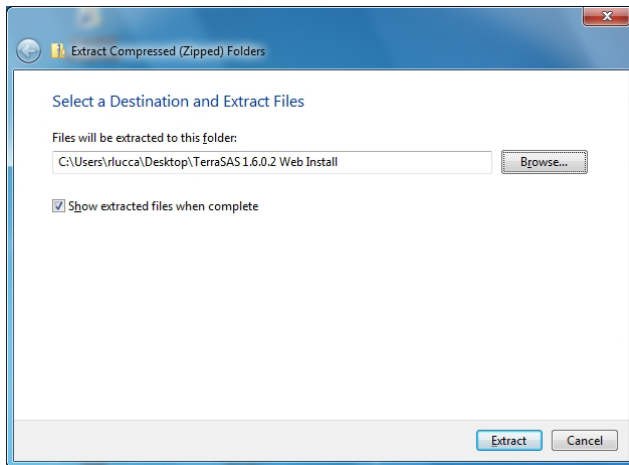 Extract Compressed (Zipped) Folders
Select a Destination and Extract Files
Files will be extracted to this folder:
C:\Users\rlucca\Desktop\TerraSAS 1.6.0.2 Web Install
Browse...
Show extracted files when complete
Extract
Cancel